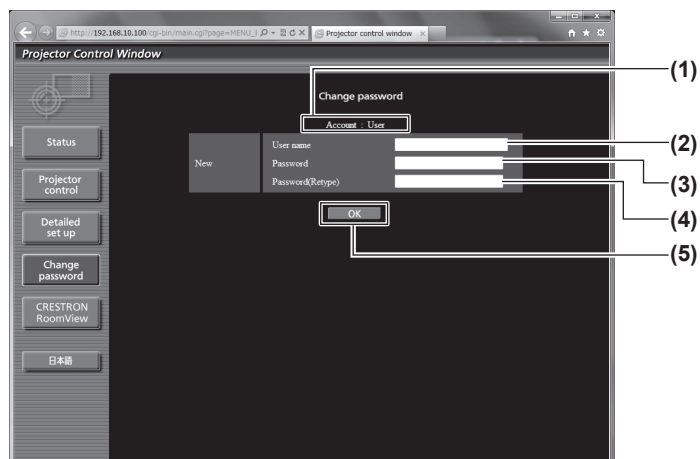 http://192.168.10.100/cgi-bin/main.cgi?page=MENU_
Projector control window
Projector Control Window
(1)
Change password
Account : User
Status
New
User name
(2)
Password
(3)
Password(Retype)
(4)
Projector
control
OK
(5)
Detailed
set up
Change
password
CRESTRON
RoomView
日本語